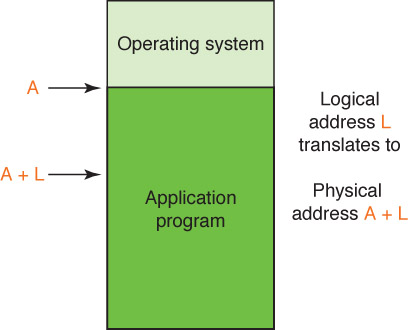 Operating system
A
A + L
Application
program
Logical
address L
translates to
Physical
address A + L